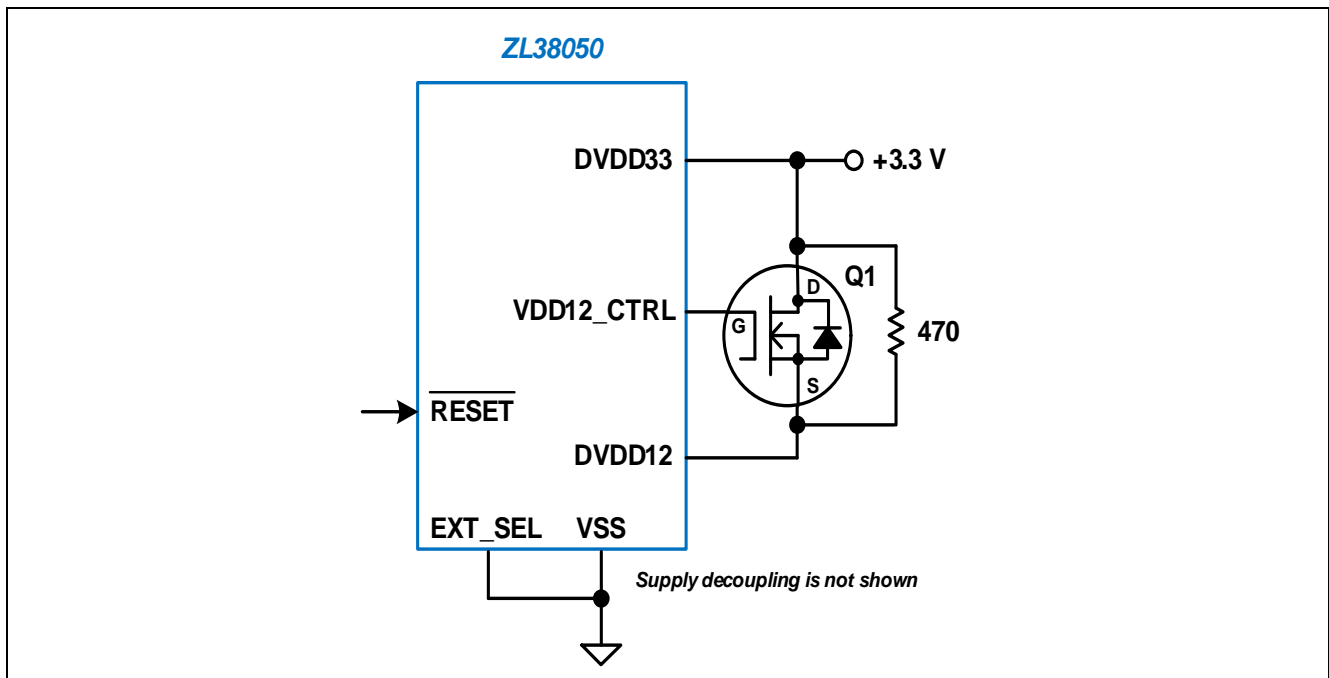 ZL38050
DVDD33
+3.3 V
D
Q1
VDD12_CTRL
G
470
S
RESET
DVDD12
EXT_SEL VSS
Supply decoupling is not shown